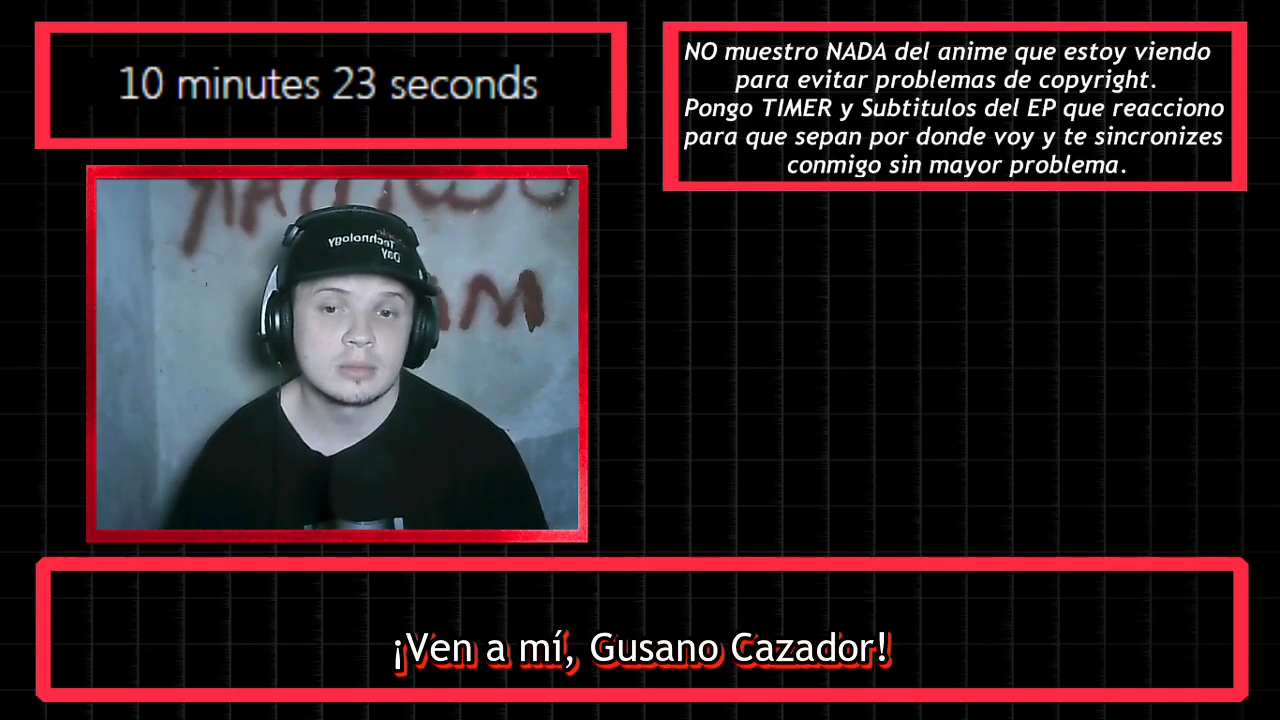 10 minutes 23 seconds
NO muestro NADA del anime que estoy viendo
para evitar problemas de copyright.
Pongo TIMER y Subtitulos del EP que reacciono
para que sepan por donde voy y te sincronizes
conmigo sin mayor problema.
Technology
Day
¡Ven a mí, Gusano Cazador!